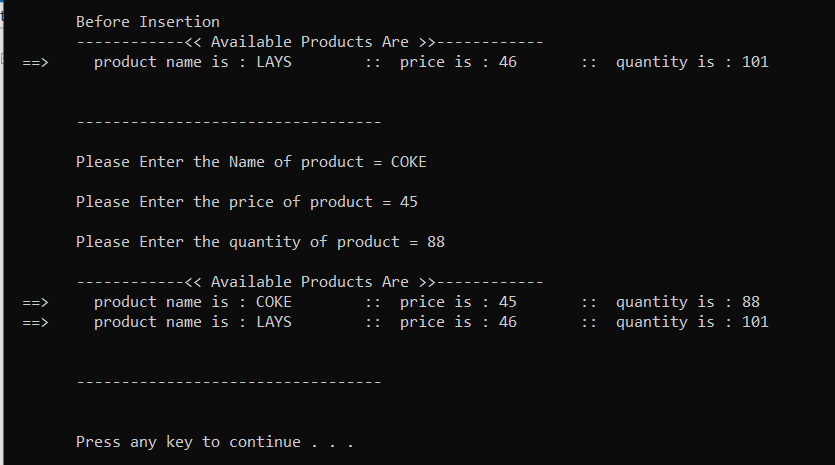 Before Insertion
------------<< Available Products Are >>------------
==>     product name is : LAYS        ::  price is : 46       ::  quantity is : 101
----------------------------------
Please Enter the Name of product = COKE
Please Enter the price of product = 45
Please Enter the quantity of product = 88
------------<< Available Products Are >>------------
==>     product name is : COKE        ::  price is : 45       ::  quantity is : 88
==>     product name is : LAYS        ::  price is : 46       ::  quantity is : 101
----------------------------------
Press any key to continue . . .